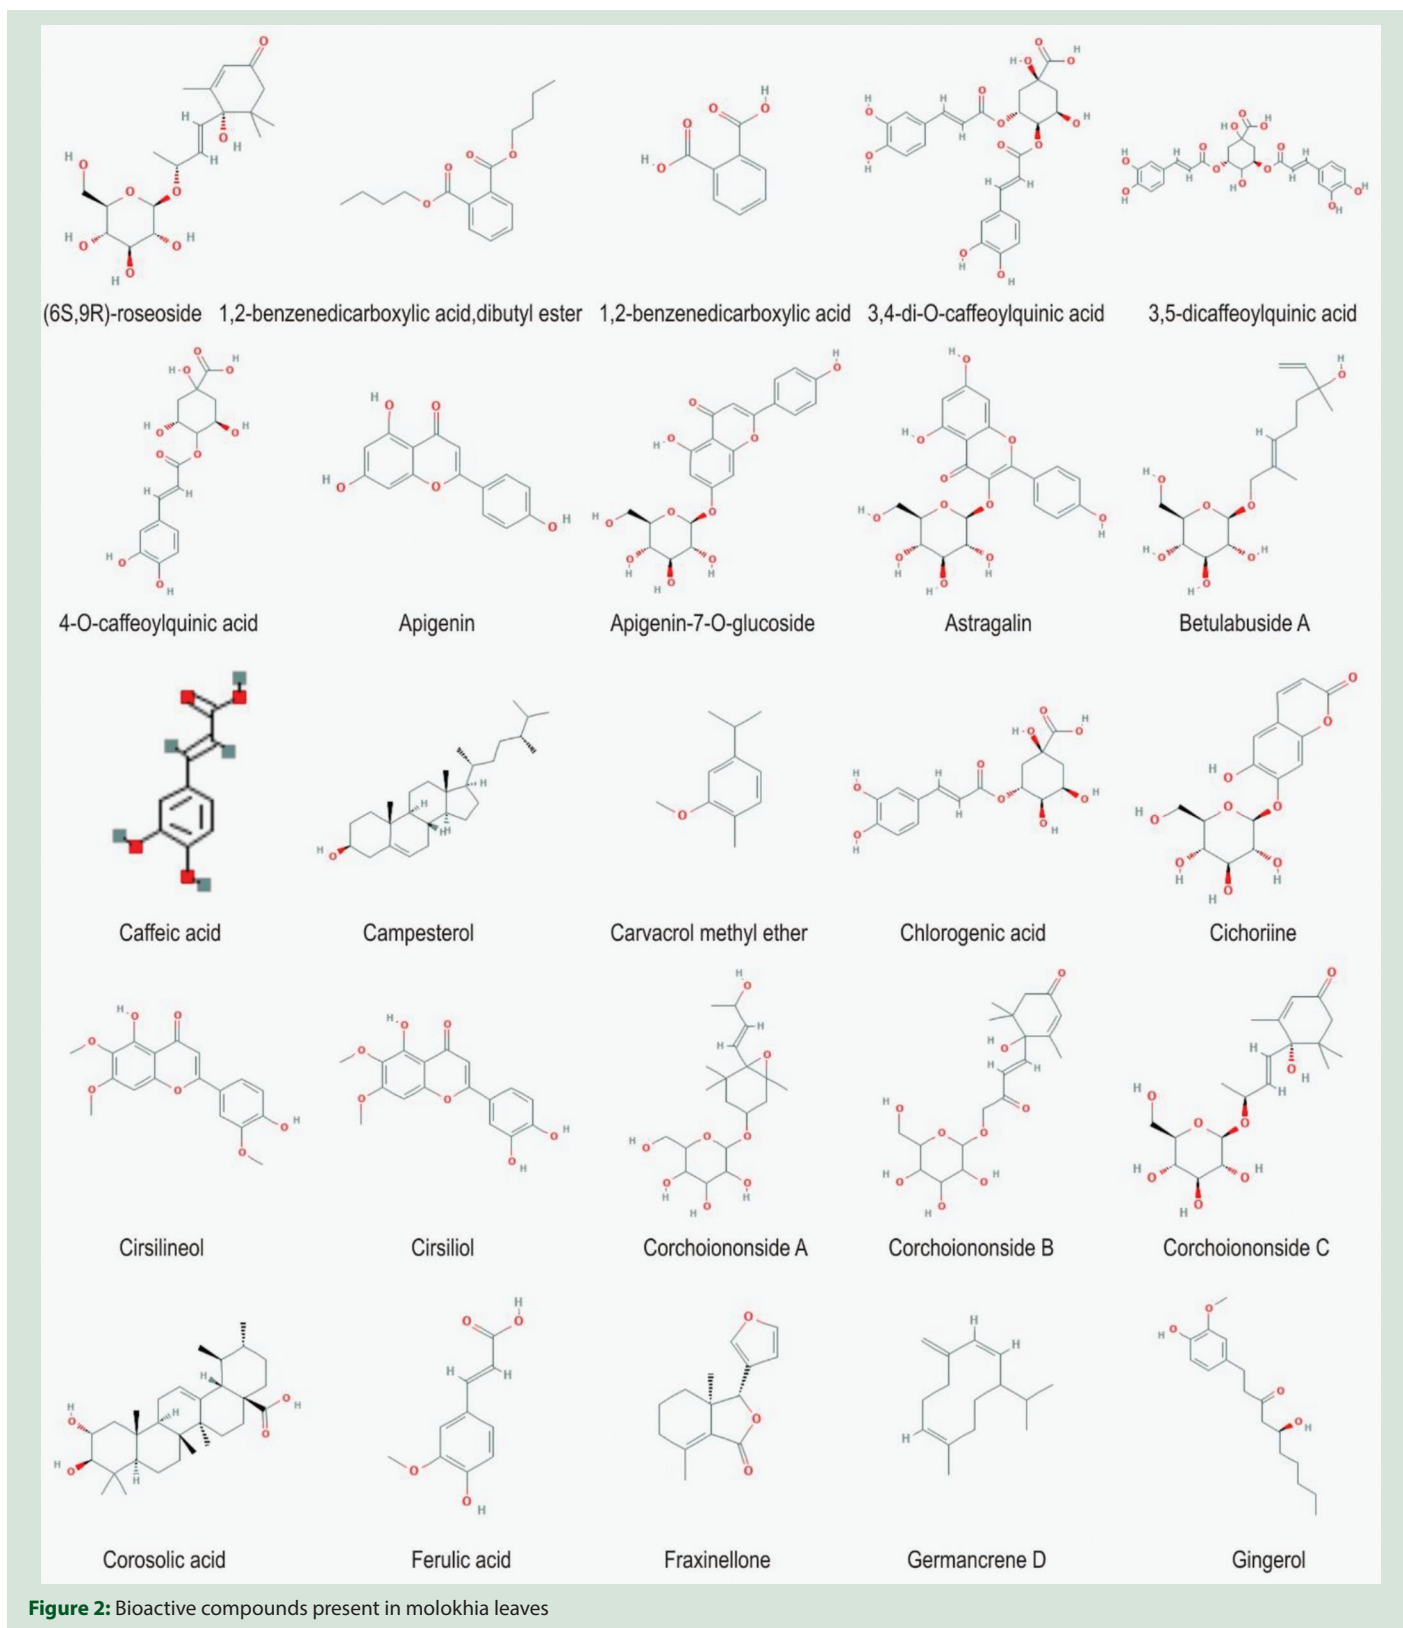 (6S,9R)-roseoside 1,2-benzenedicarboxylic acid,dibutyl ester 1,2-benzenedicarboxylic acid 3,4-di-O-caffeoylquinic acid 3,5-dicaffeoylquinic acid
4-O-caffeoylquinic acid Apigenin Apigenin-7-O-glucoside Astragalin Betulabuside A
Caffeic acid Campesterol Carvacrol methyl ether Chlorogenic acid Cichoriine
Cirsilineol Cirsiliol Corchoiononside A Corchoiononside B Corchoiononside C
Corosolic acid Ferulic acid Fraxinellone Germancrene D Gingerol
Figure 2: Bioactive compounds present in molokhia leaves